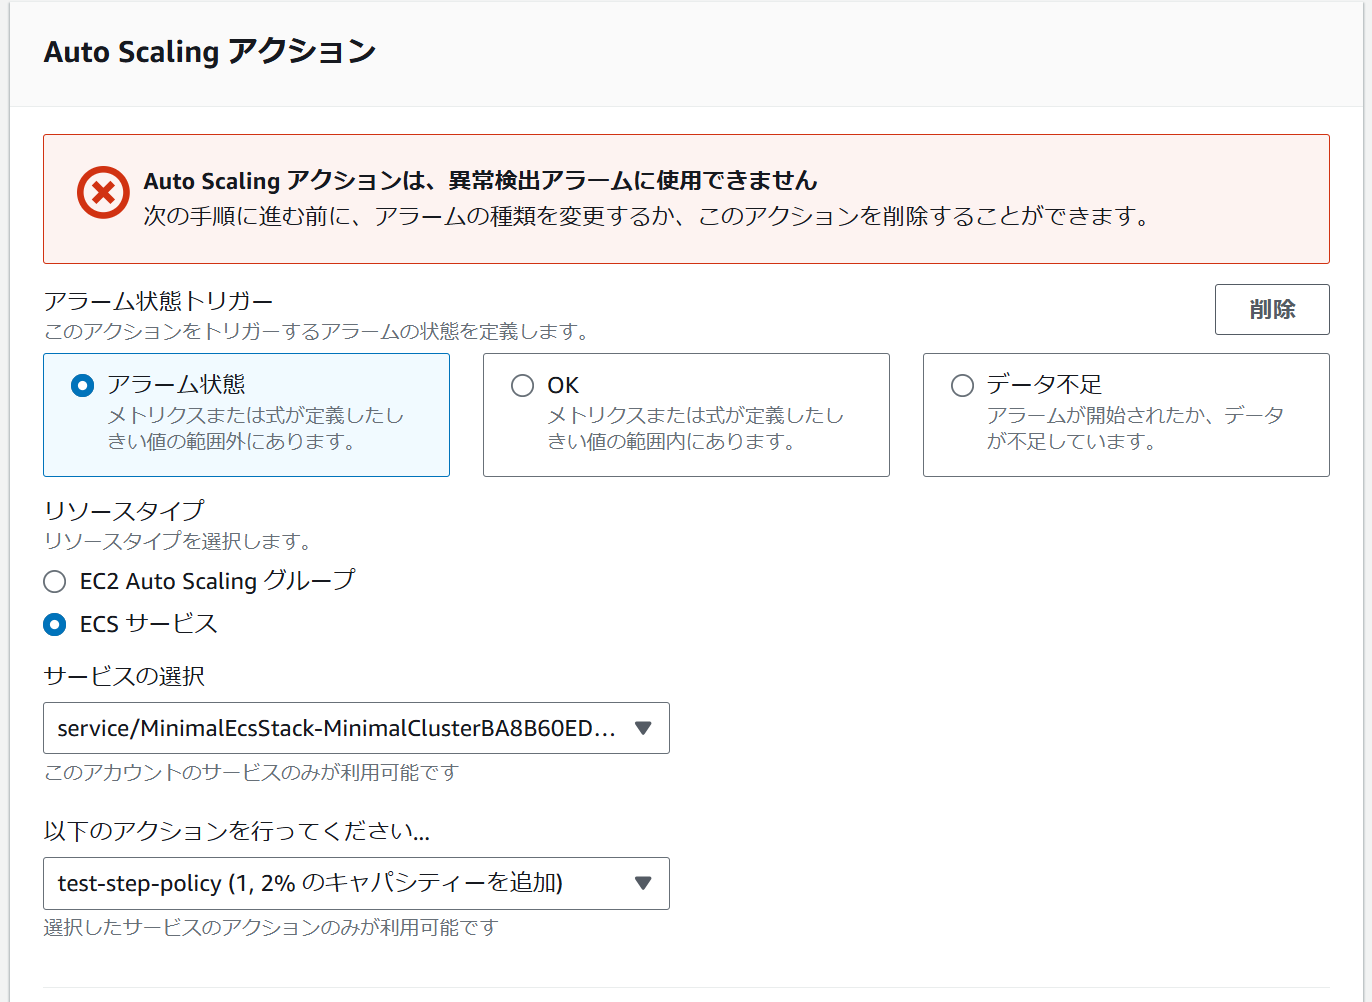 Auto Scaling アクション
Auto Scaling アクションは、異常検出アラームに使用できません
次の手順に進む前に、アラームの種類を変更するか、このアクションを削除することができます。
アラーム状態トリガー
このアクションをトリガーするアラームの状態を定義します。
削除
アラーム状態
メトリクスまたは式が定義したし
きい値の範囲外にあります。
OK
メトリクスまたは式が定義したし
きい値の範囲内にあります。
データ不足
アラームが開始されたか、データ
が不足しています。
リソースタイプ
リソースタイプを選択します。
EC2 Auto Scaling グループ
ECS サービス
サービスの選択
service/MinimalEcsStack-MinimalClusterBA8B60ED...
このアカウントのサービスのみが利用可能です
以下のアクションを行ってください...
test-step-policy (1, 2% のキャパシティーを追加)
選択したサービスのアクションのみが利用可能です